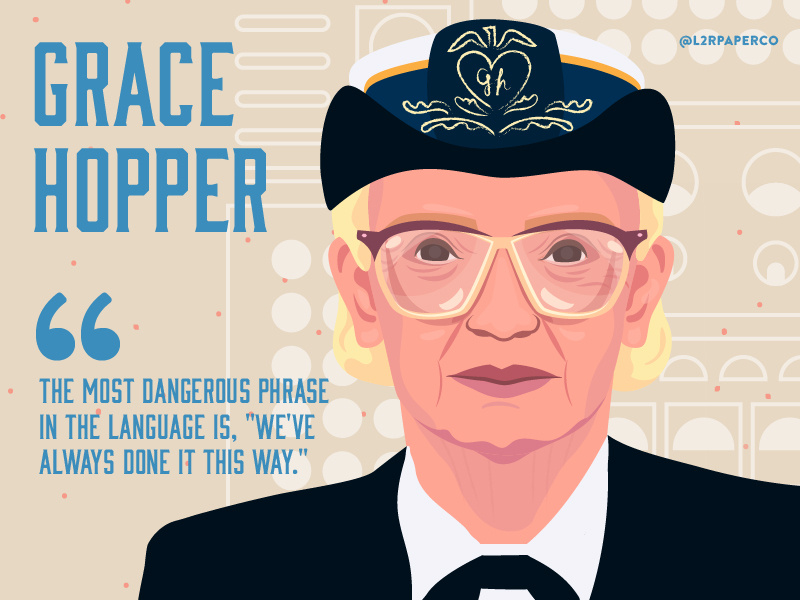 GRACE
HOPPER
@L2RPAPERCO
Gh
“
THE MOST DANGEROUS PHRASE
IN THE LANGUAGE IS, "WE'VE
ALWAYS DONE IT THIS WAY."